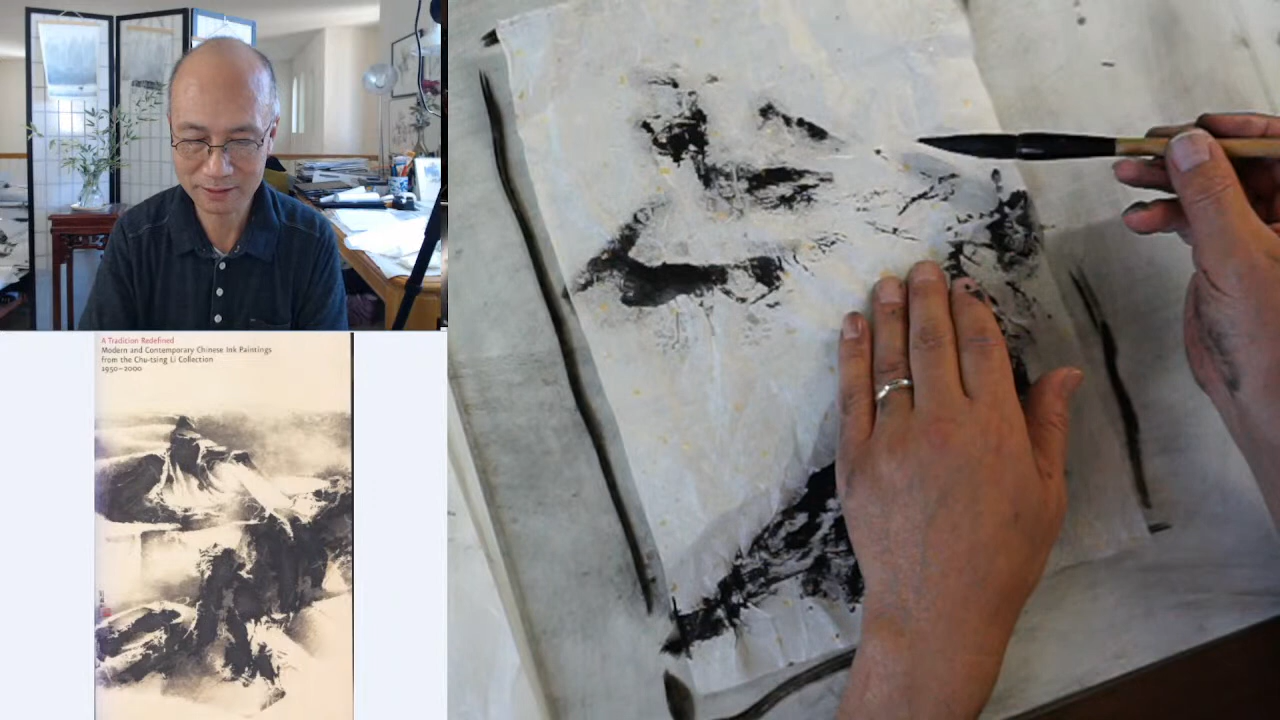 A Tradition Redefined
Modern and Contemporary Chinese Ink Paintings
from the Chu-tsing Li Collection
1950–2000